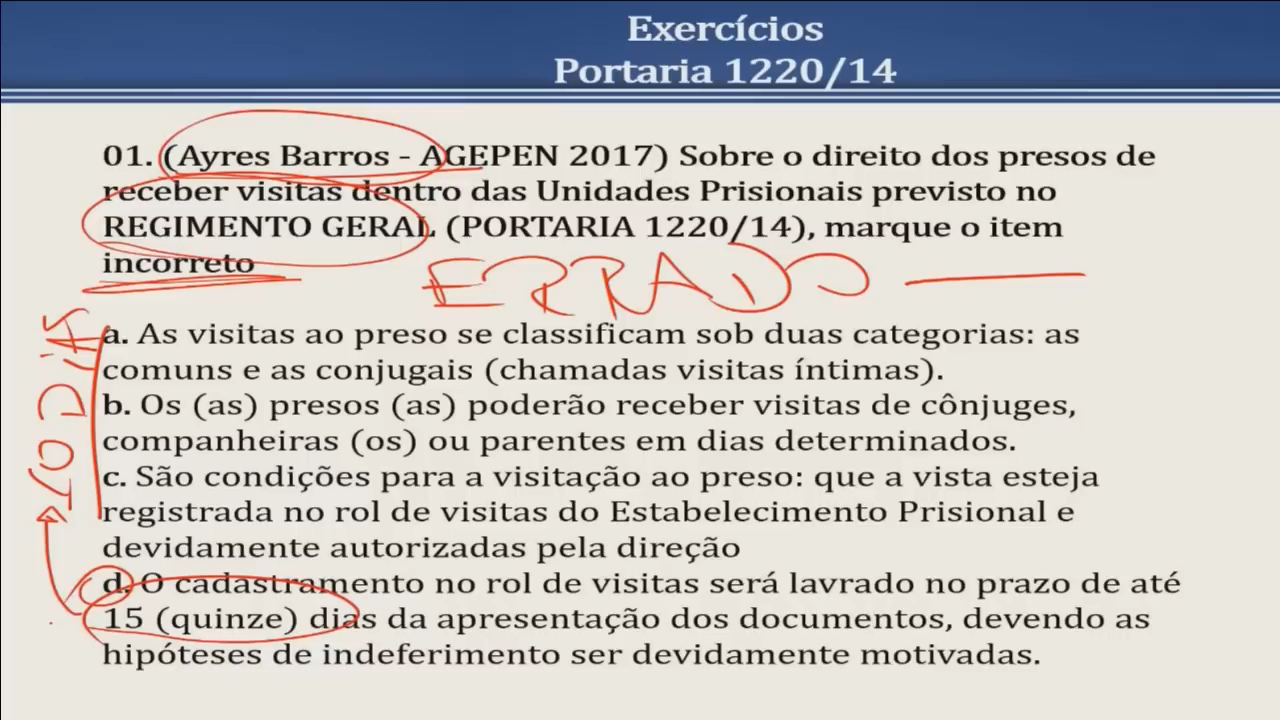 Exercícios
Portaria 1220/14
01. (Ayres Barros - AGEPEN 2017) Sobre o direito dos presos de
receber visitas dentro das Unidades Prisionais previsto no
REGIMENTO GERAL (PORTARIA 1220/14), marque o item
incorreto
ERRADO
a. As visitas ao preso se classificam sob duas categorias: as
comuns e as conjugais (chamadas visitas íntimas).
b. Os (as) presos (as) poderão receber visitas de cônjuges,
companheiras (os) ou parentes em dias determinados.
c. São condições para a visitação ao preso: que a vista esteja
registrada no rol de visitas do Estabelecimento Prisional e
devidamente autorizadas pela direção
d. O cadastramento no rol de visitas será lavrado no prazo de até
15 (quinze) dias da apresentação dos documentos, devendo as
hipóteses de indeferimento ser devidamente motivadas.